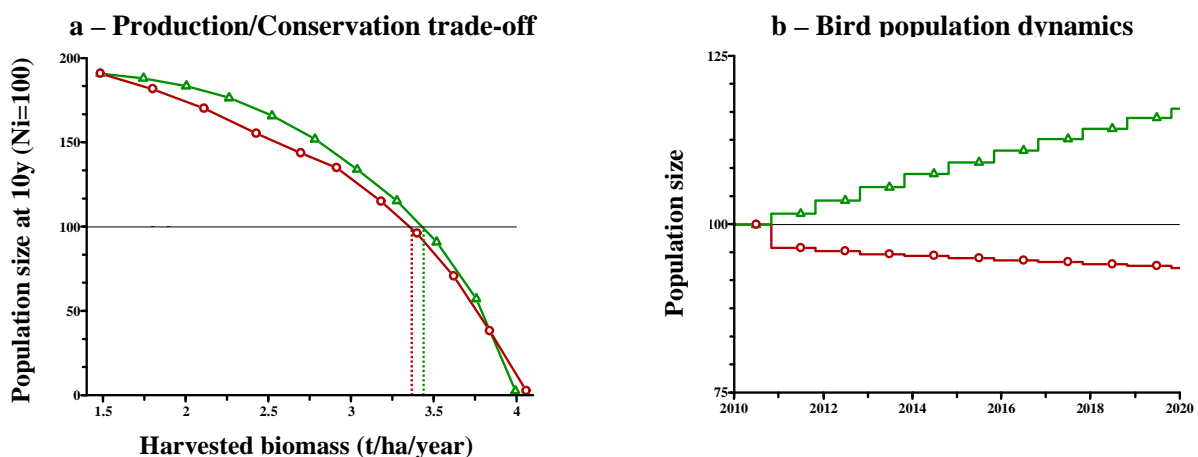 a – Production/Conservation trade-off
Population size at 10y (Ni=100)
200
150
100
50
0
1.5 2 2.5 3 3.5 4
Harvested biomass (t/ha/year)
b – Bird population dynamics
Population size
125
100
75
2010 2012 2014 2016 2018 2020